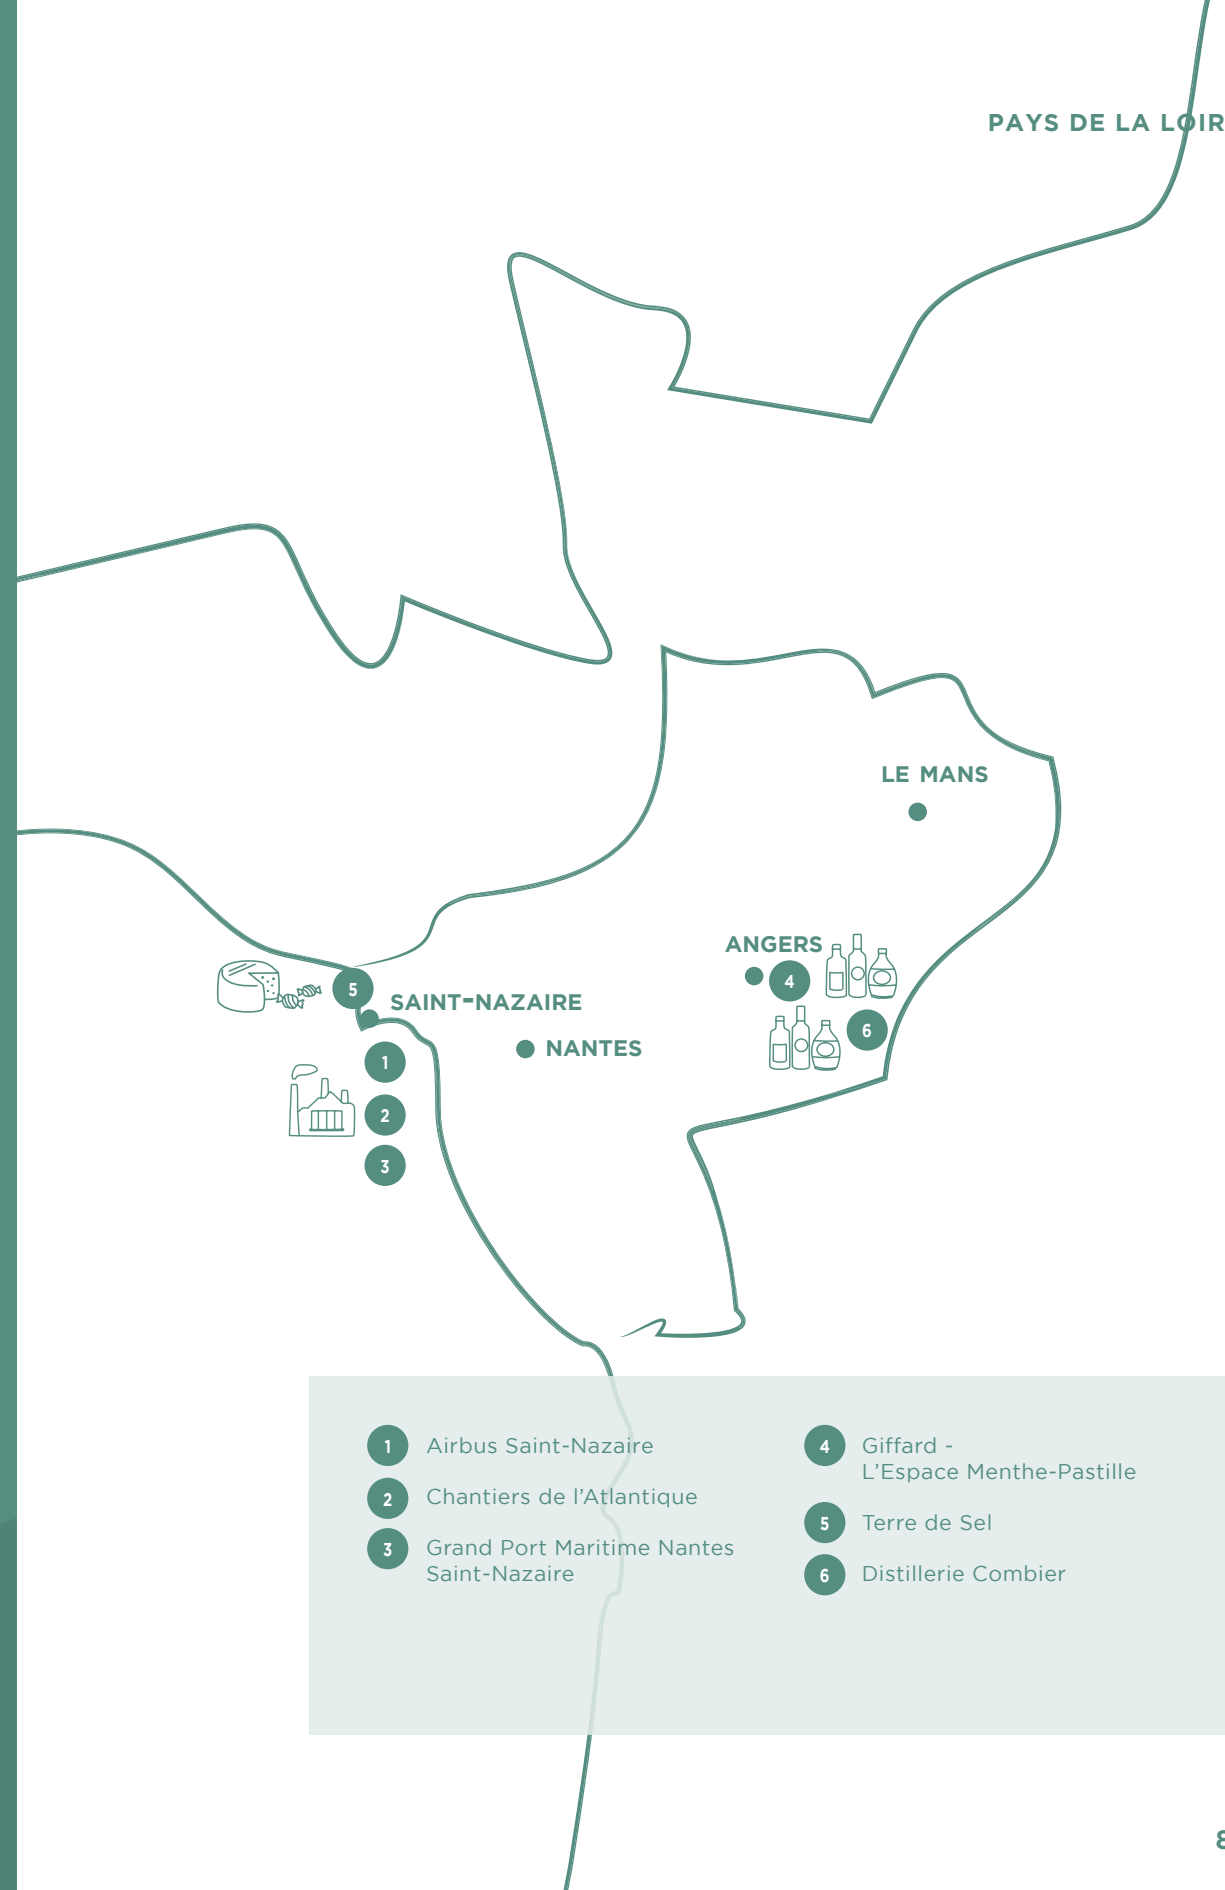 PAYS DE LA LOIR
LE MANS
ANGERS
4
5
SAINT-NAZAIRE
6
NANTES
1
2
3
1 Airbus Saint-Nazaire
2 Chantiers de l'Atlantique
3 Grand Port Maritime Nantes
Saint-Nazaire
4 Giffard -
L'Espace Menthe-Pastille
5 Terre de Sel
6 Distillerie Combier
8